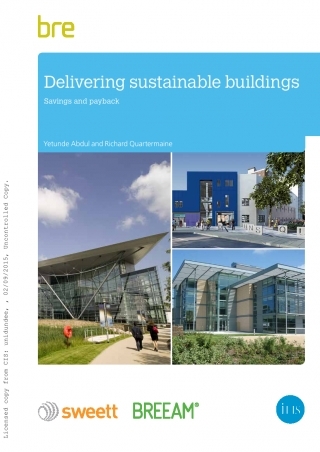 bre
Delivering sustainable buildings
Savings and payback
Yetunde Abdul and Richard Quartermaine
sweett
BREEAM®
ihs
Licensed copy from CIS: unidundee, , 02/09/2015, Uncontrolled Copy.